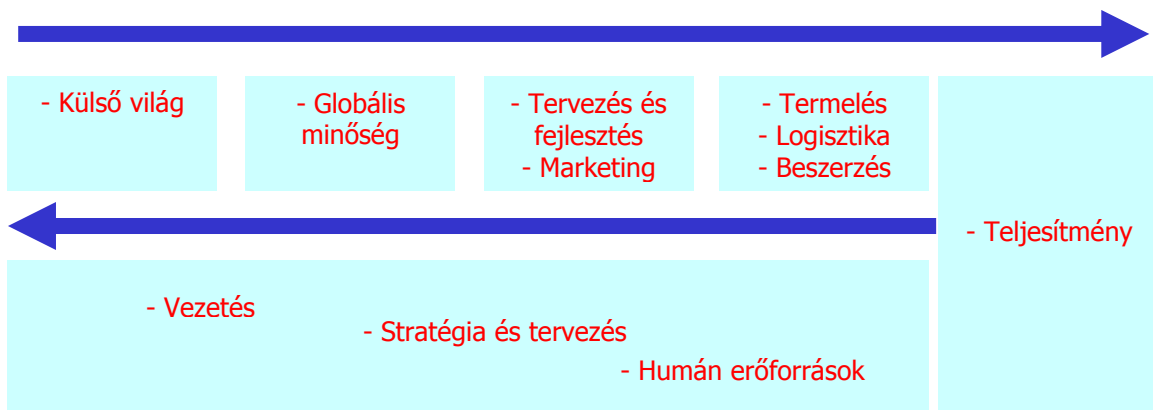 - Külső világ
- Globális
minőség
- Tervezés és
fejlesztés
- Marketing
- Termelés
- Logisztika
- Beszerzés
- Teljesítmény
- Vezetés
- Stratégia és tervezés
- Humán erőforrások